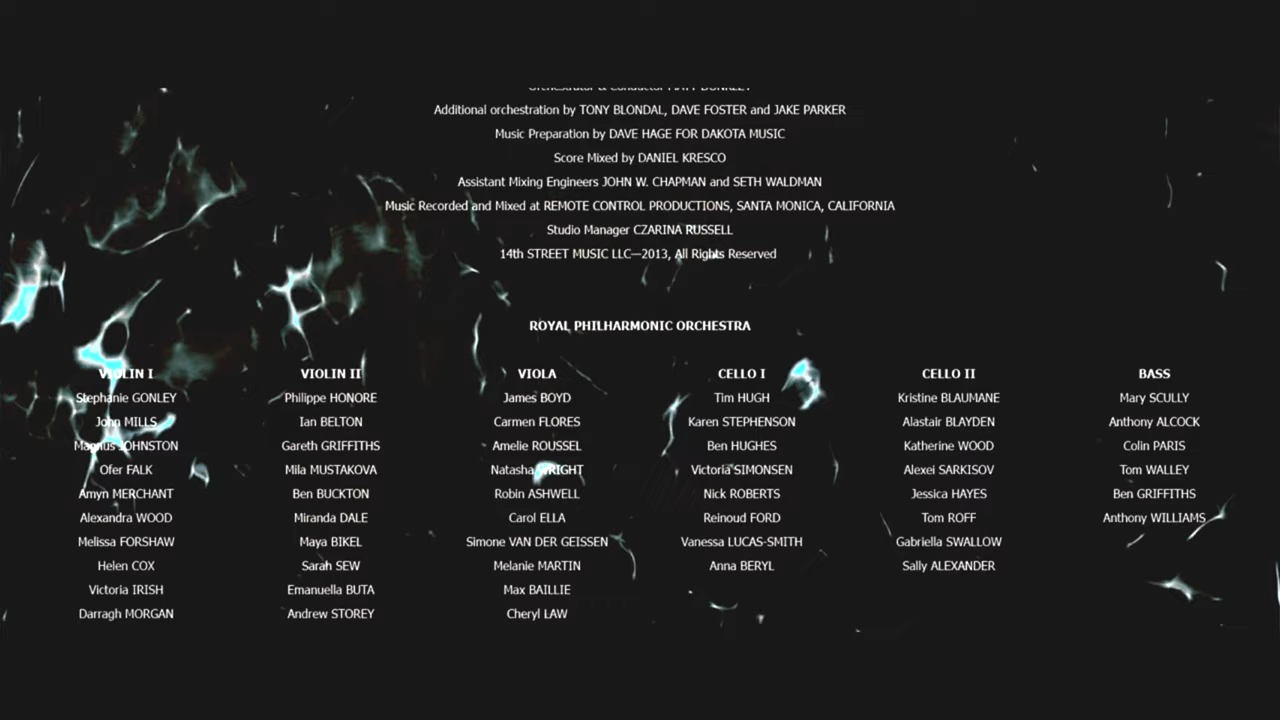 Orchestrator & Conductor MATT DUNKLEY
Additional orchestration by TONY BLONDAL, DAVE FOSTER and JAKE PARKER
Music Preparation by DAVE HAGE FOR DAKOTA MUSIC
Score Mixed by DANIEL KRESCO
Assistant Mixing Engineers JOHN W. CHAPMAN and SETH WALDMAN
Music Recorded and Mixed at REMOTE CONTROL PRODUCTIONS, SANTA MONICA, CALIFORNIA
Studio Manager CZARINA RUSSELL
14th STREET MUSIC LLC—2013, All Rights Reserved
ROYAL PHILHARMONIC ORCHESTRA
VIOLIN I
Stephanie GONLEY
John MILLS
Magnus JOHNSTON
Ofer FALK
Amyn MERCHANT
Alexandra WOOD
Melissa FORSHAW
Helen COX
Victoria IRISH
Darragh MORGAN
VIOLIN II
Philippe HONORE
Ian BELTON
Gareth GRIFFITHS
Mila MUSTAKOVA
Ben BUCKTON
Miranda DALE
Maya BIKEL
Sarah SEW
Emanuella BUTA
Andrew STOREY
VIOLA
James BOYD
Carmen FLORES
Amelie ROUSSEL
Natasha WRIGHT
Robin ASHWELL
Carol ELLA
Simone VAN DER GEISSEN
Melanie MARTIN
Max BAILLIE
Cheryl LAW
CELLO I
Tim HUGH
Karen STEPHENSON
Ben HUGHES
Victoria SIMONSEN
Nick ROBERTS
Reinoud FORD
Vanessa LUCAS-SMITH
Anna BERYL
CELLO II
Kristine BLAUMANE
Alastair BLAYDEN
Katherine WOOD
Alexei SARKISOV
Jessica HAYES
Tom ROFF
Gabriella SWALLOW
Sally ALEXANDER
BASS
Mary SCULLY
Anthony ALCOCK
Colin PARIS
Tom WALLEY
Ben GRIFFITHS
Anthony WILLIAMS